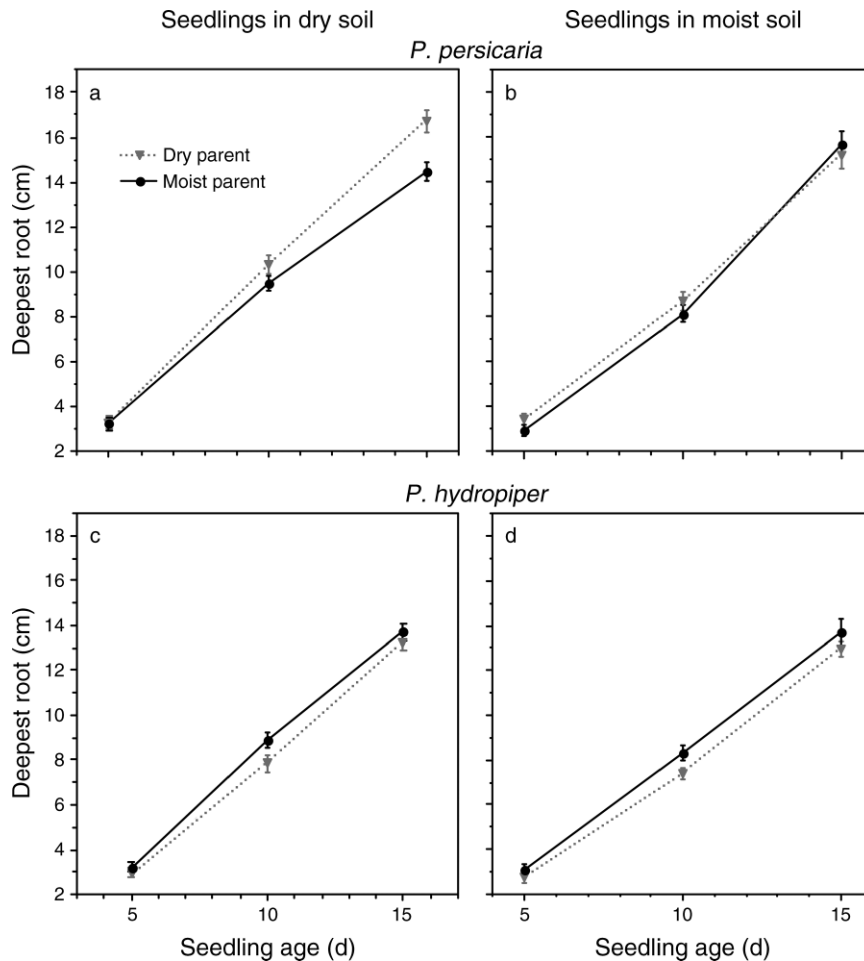 Seedlings in dry soil
Seedlings in moist soil
P. persicaria
a
b
Dry parent
Moist parent
18
16
14
12
10
8
6
4
2
Deepest root (cm)
P. hydropiper
c
d
18
16
14
12
10
8
6
4
2
Deepest root (cm)
5 10 15
5 10 15
Seedling age (d)
Seedling age (d)